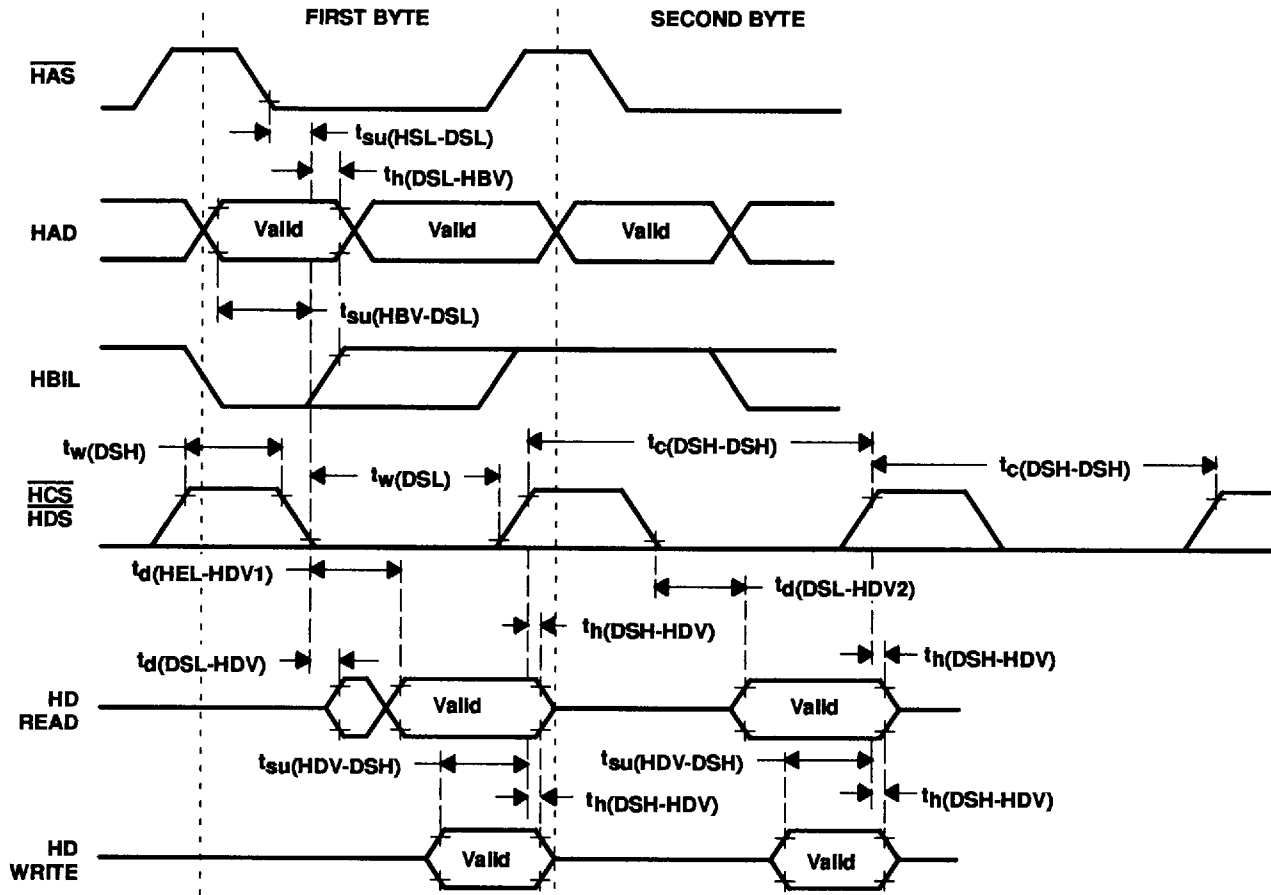 FIRST BYTE SECOND BYTE
HAS
tsu(HSL-DSL)
th(DSL-HBV)
HAD Valid Valid Valid
tsu(HBV-DSL)
HBIL
tw(DSH) tc(DSH-DSH)
tw(DSL) tc(DSH-DSH)
HCS
HDS
td(HEL-HDV1) td(DSL-HDV2)
th(DSH-HDV)
td(DSL-HDV) th(DSH-HDV)
HD
READ
Valid Valid
tsu(HDV-DSH) tsu(HDV-DSH)
th(DSH-HDV) th(DSH-HDV)
HD
WRITE
Valid Valid